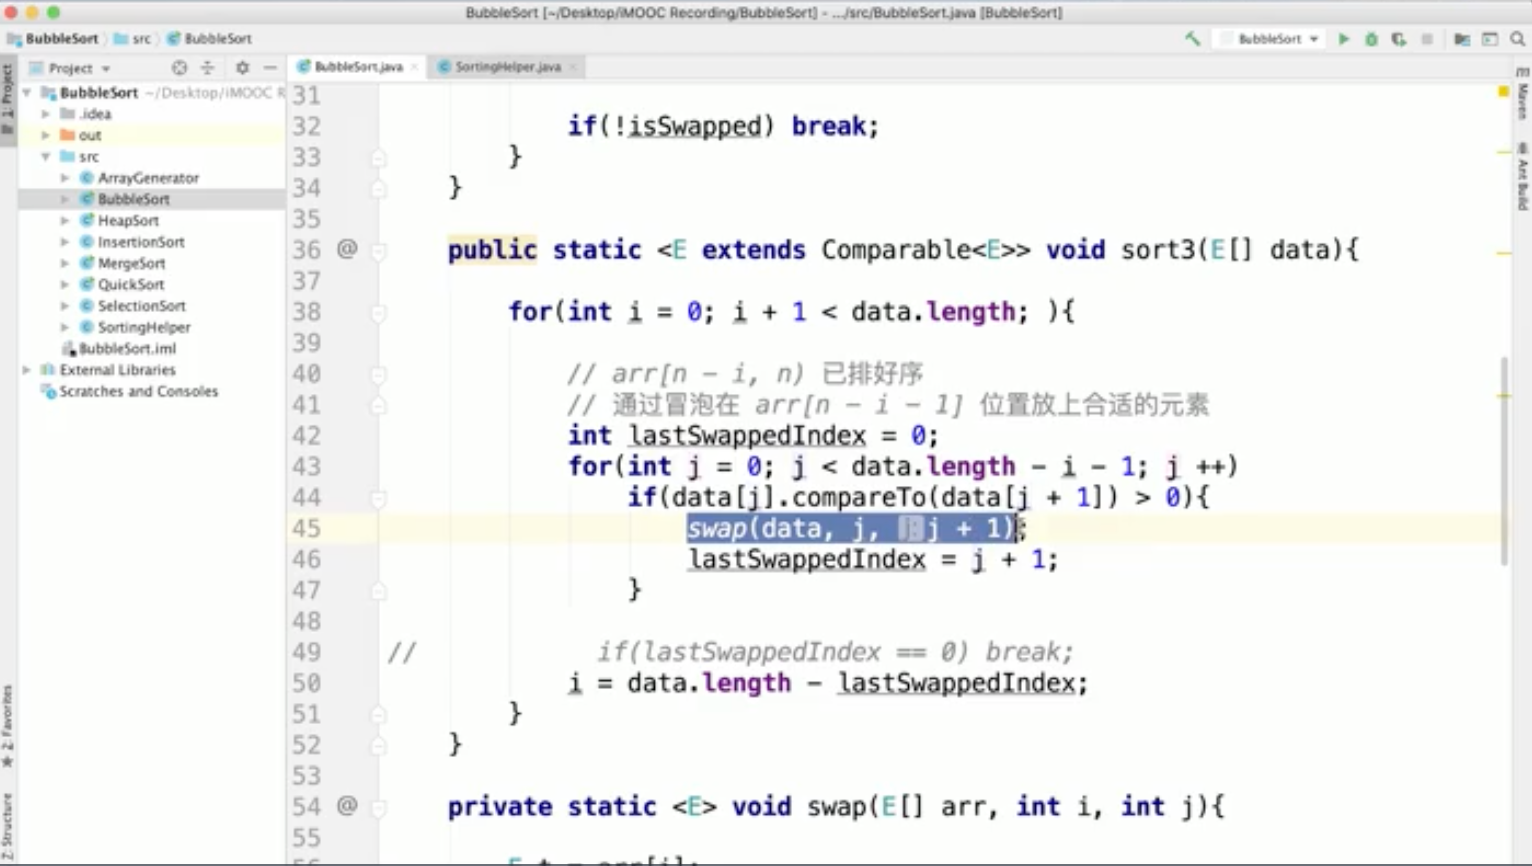 BubbleSort [~/Desktop/iMOOC Recording/BubbleSort] - .../src/BubbleSort.java [BubbleSort]
BubbleSort src BubbleSort
BubbleSort
Project
BubbleSort.java
SortingHelper.java
1: Project
BubbleSort ~/Desktop/iMOOC R
.idea
out
src
ArrayGenerator
BubbleSort
HeapSort
InsertionSort
MergeSort
QuickSort
SelectionSort
SortingHelper
BubbleSort.iml
External Libraries
Scratches and Consoles
2: Favorites
Z: Structure
31
32 if(!isSwapped) break;
33 }
34 }
35
36 @ public static <E extends Comparable<E>> void sort3(E[] data){
37
38 for(int i = 0; i + 1 < data.length; ){
39
40 // arr[n - i, n) 已排好序
41 // 通过冒泡在 arr[n - i - 1] 位置放上合适的元素
42 int lastSwappedIndex = 0;
43 for(int j = 0; j < data.length - i - 1; j ++)
44 if(data[j].compareTo(data[j + 1]) > 0){
45 swap(data, j, j: j + 1);
46 lastSwappedIndex = j + 1;
47 }
48
49 // if(lastSwappedIndex == 0) break;
50 i = data.length - lastSwappedIndex;
51 }
52 }
53
54 @ private static <E> void swap(E[] arr, int i, int j){
55
m Maven
Ant Build